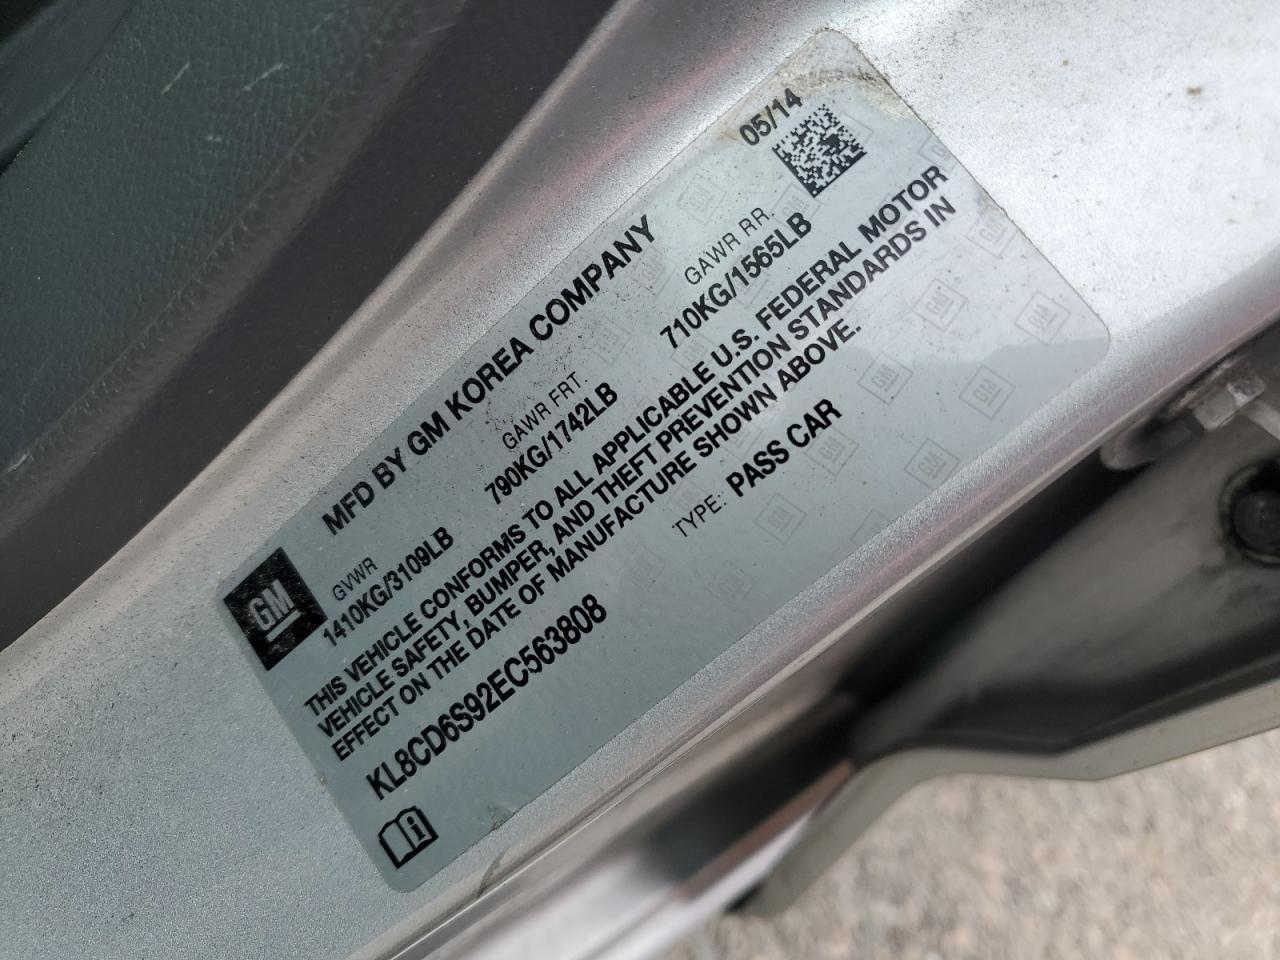 05/14
MFD BY GM KOREA COMPANY
GM
GVWR GAWR FRT. GAWR RR.
1410KG/3109LB 790KG/1742LB 710KG/1565LB
THIS VEHICLE CONFORMS TO ALL APPLICABLE U.S. FEDERAL MOTOR
VEHICLE SAFETY, BUMPER, AND THEFT PREVENTION STANDARDS IN
EFFECT ON THE DATE OF MANUFACTURE SHOWN ABOVE.
KL8CD6S92EC563808 TYPE: PASS CAR